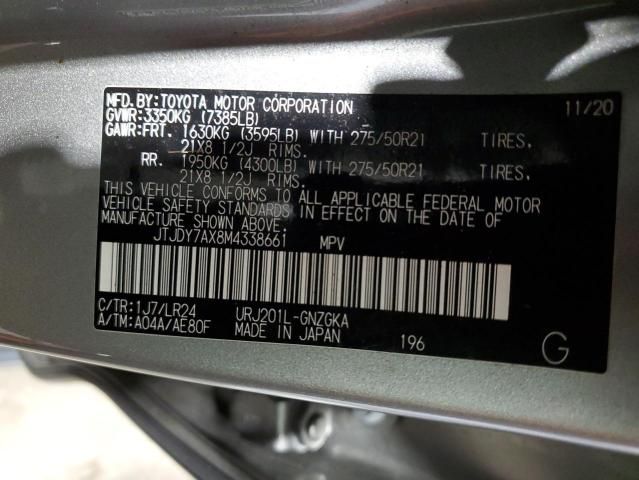 MFD.BY:TOYOTA MOTOR CORPORATION 11/20
GVWR:3350KG (7385LB)
GAWR:FRT. 1630KG (3595LB) WITH 275/50R21 TIRES.
21X8 1/2J RIMS.
RR. 1950KG (4300LB) WITH 275/50R21 TIRES.
21X8 1/2J RIMS.
THIS VEHICLE CONFORMS TO ALL APPLICABLE FEDERAL MOTOR
VEHICLE SAFETY STANDARDS IN EFFECT ON THE DATE OF
MANUFACTURE SHOWN ABOVE.
JTJDY7AX8M4338661 MPV
C/TR:1J7/LR24 URJ201L-GNZGKA
A/TM:A04A/AE80F MADE IN JAPAN 196 G